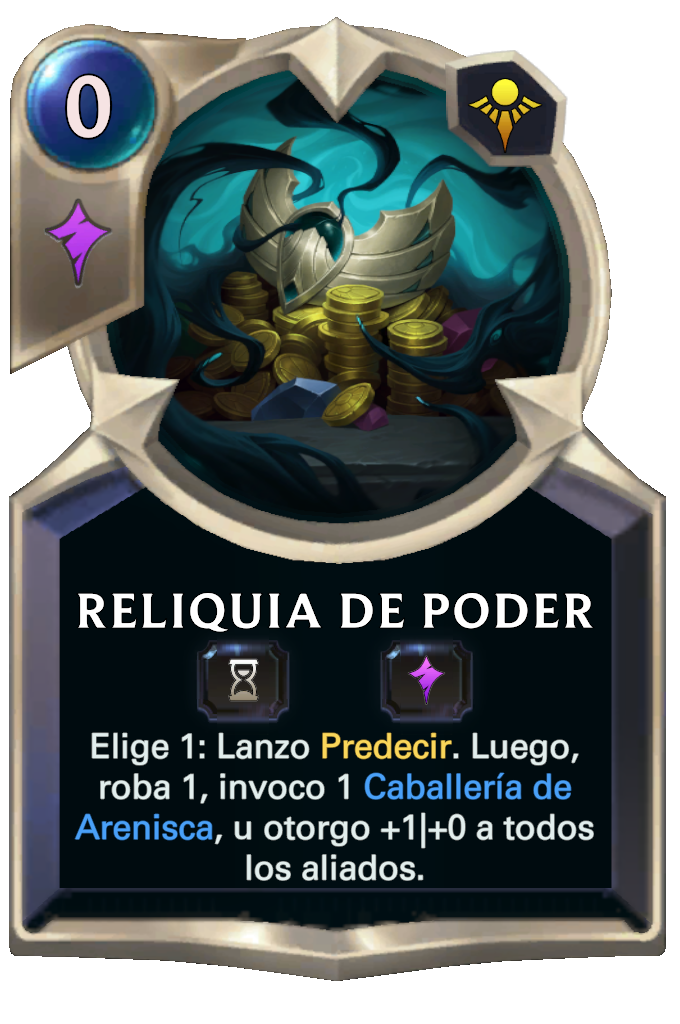 0
RELIQUIA DE PODER
Elige 1: Lanzo Predecir. Luego,
roba 1, invoco 1 Caballería de
Arenisca, u otorgo +1|+0 a todos
los aliados.